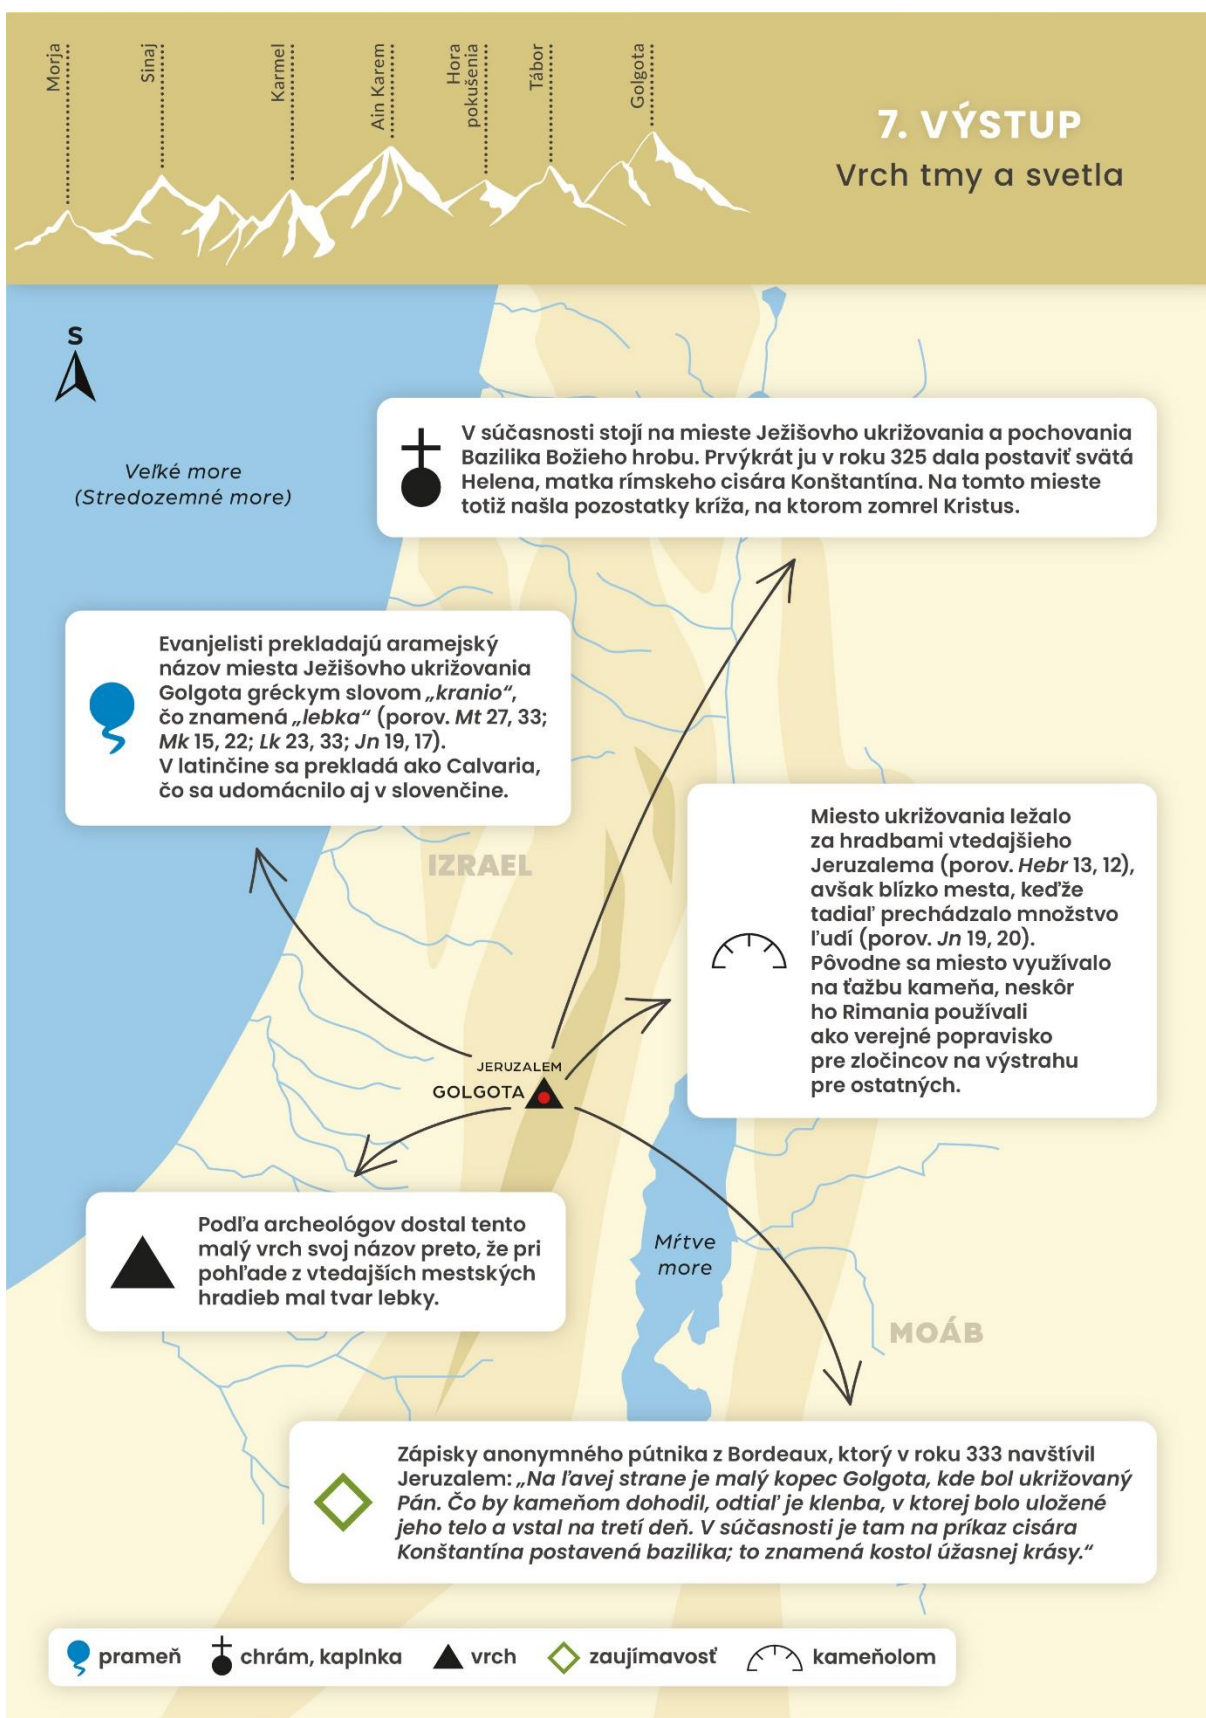 Morja
Sinaj
Karmel
Ain Karem
Hora
pokušenia
Tábor
Golgota
7. VÝSTUP
Vrch tmy a svetla
S
Veľké more
(Stredozemné more)
V súčasnosti stojí na mieste Ježišovho ukrižovania a pochovania
Bazilika Božieho hrobu. Prvýkrát ju v roku 325 dala postaviť svätá
Helena, matka rímskeho cisára Konštantína. Na tomto mieste
totiž našla pozostatky kríža, na ktorom zomrel Kristus.
Evanjelisti prekladajú aramejský
názov miesta Ježišovho ukrižovania
Golgota gréckym slovom „kranio“,
čo znamená „lebka“ (porov. Mt 27, 33;
Mk 15, 22; Lk 23, 33; Jn 19, 17).
V latinčine sa prekladá ako Calvaria,
čo sa udomácnilo aj v slovenčine.
IZRAEL
Miesto ukrižovania ležalo
za hradbami vtedajšieho
Jeruzalema (porov. Hebr 13, 12),
avšak blízko mesta, keďže
tadiaľ prechádzalo množstvo
ľudí (porov. Jn 19, 20).
Pôvodne sa miesto využívalo
na ťažbu kameňa, neskôr
ho Rimania používali
ako verejné popravisko
pre zločincov na výstrahu
pre ostatných.
JERUZALEM
GOLGOTA
Podľa archeológov dostal tento
malý vrch svoj názov preto, že pri
pohľade z vtedajších mestských
hradieb mal tvar lebky.
Mŕtve
more
MOÁB
Zápisky anonymného pútnika z Bordeaux, ktorý v roku 333 navštívil
Jeruzalem: „Na ľavej strane je malý kopec Golgota, kde bol ukrižovaný
Pán. Čo by kameňom dohodil, odtiaľ je klenba, v ktorej bolo uložené
jeho telo a vstal na tretí deň. V súčasnosti je tam na príkaz cisára
Konštantína postavená bazilika; to znamená kostol úžasnej krásy.“
prameň
chrám, kaplnka
vrch
zaujímavosť
kameňolom